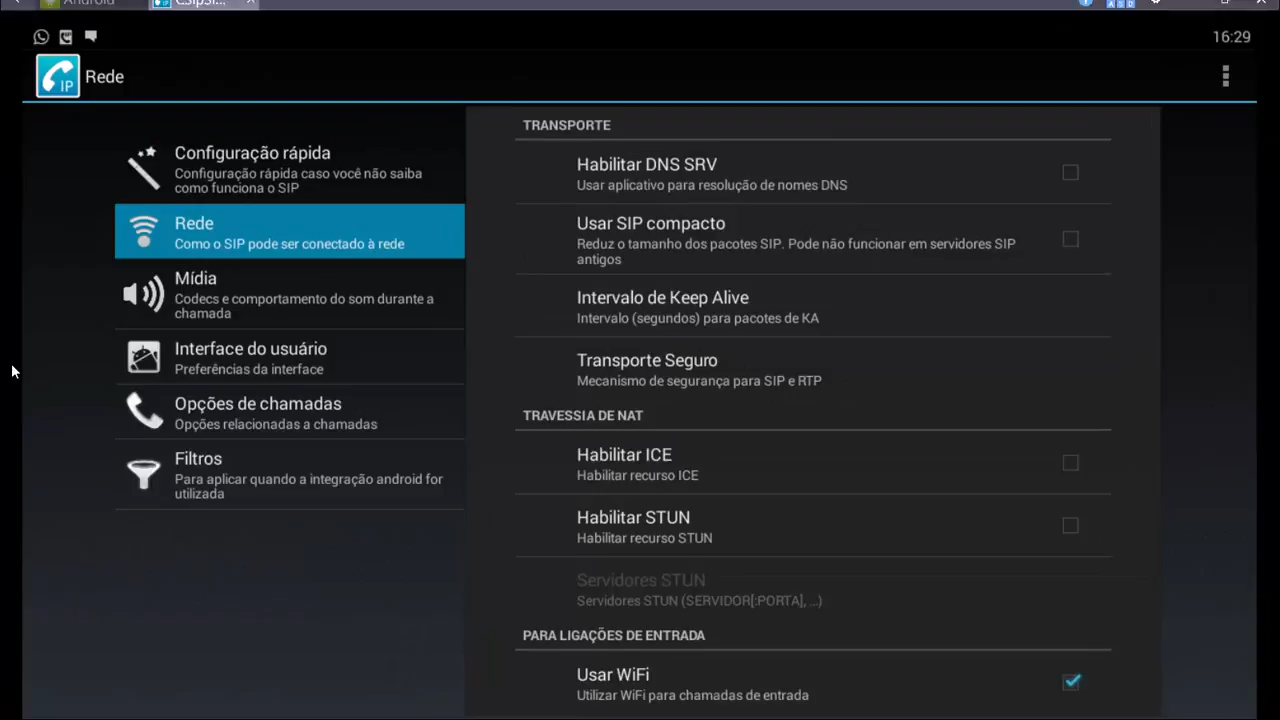 Android
CSipSi...
16:29
IP
Rede
Configuração rápida
Configuração rápida caso você não saiba
como funciona o SIP
Rede
Como o SIP pode ser conectado à rede
Mídia
Codecs e comportamento do som durante a
chamada
Interface do usuário
Preferências da interface
Opções de chamadas
Opções relacionadas a chamadas
Filtros
Para aplicar quando a integração android for
utilizada
TRANSPORTE
Habilitar DNS SRV
Usar aplicativo para resolução de nomes DNS
Usar SIP compacto
Reduz o tamanho dos pacotes SIP. Pode não funcionar em servidores SIP
antigos
Intervalo de Keep Alive
Intervalo (segundos) para pacotes de KA
Transporte Seguro
Mecanismo de segurança para SIP e RTP
TRAVESSIA DE NAT
Habilitar ICE
Habilitar recurso ICE
Habilitar STUN
Habilitar recurso STUN
Servidores STUN
Servidores STUN (SERVIDOR[:PORTA], ...)
PARA LIGAÇÕES DE ENTRADA
Usar WiFi
Utilizar WiFi para chamadas de entrada